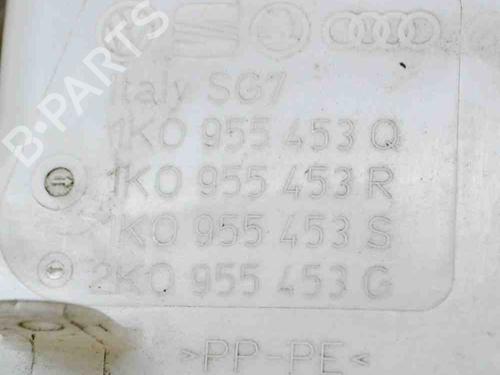 B-PARTS
Italy SG7
1K0 955 453 Q
1K0 955 453 R
1K0 955 453 S
2K0 955 453 G
>PP-PE<